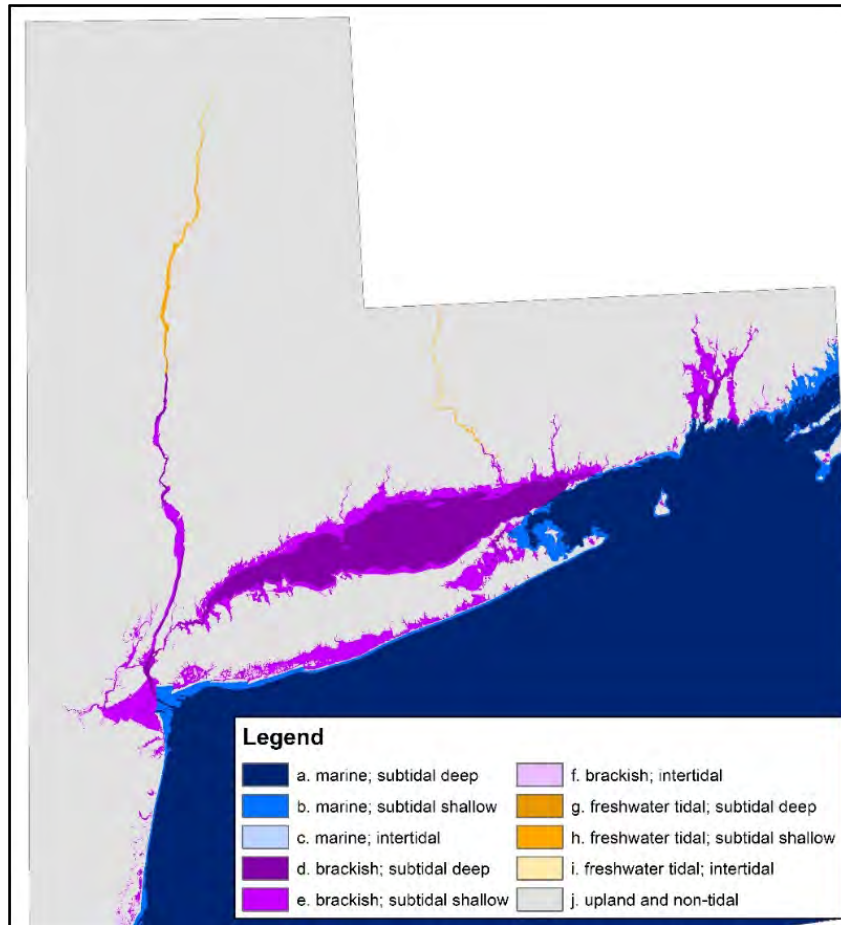 Legend
a. marine; subtidal deep
b. marine; subtidal shallow
c. marine; intertidal
d. brackish; subtidal deep
e. brackish; subtidal shallow
f. brackish; intertidal
g. freshwater tidal; subtidal deep
h. freshwater tidal; subtidal shallow
i. freshwater tidal; intertidal
j. upland and non-tidal